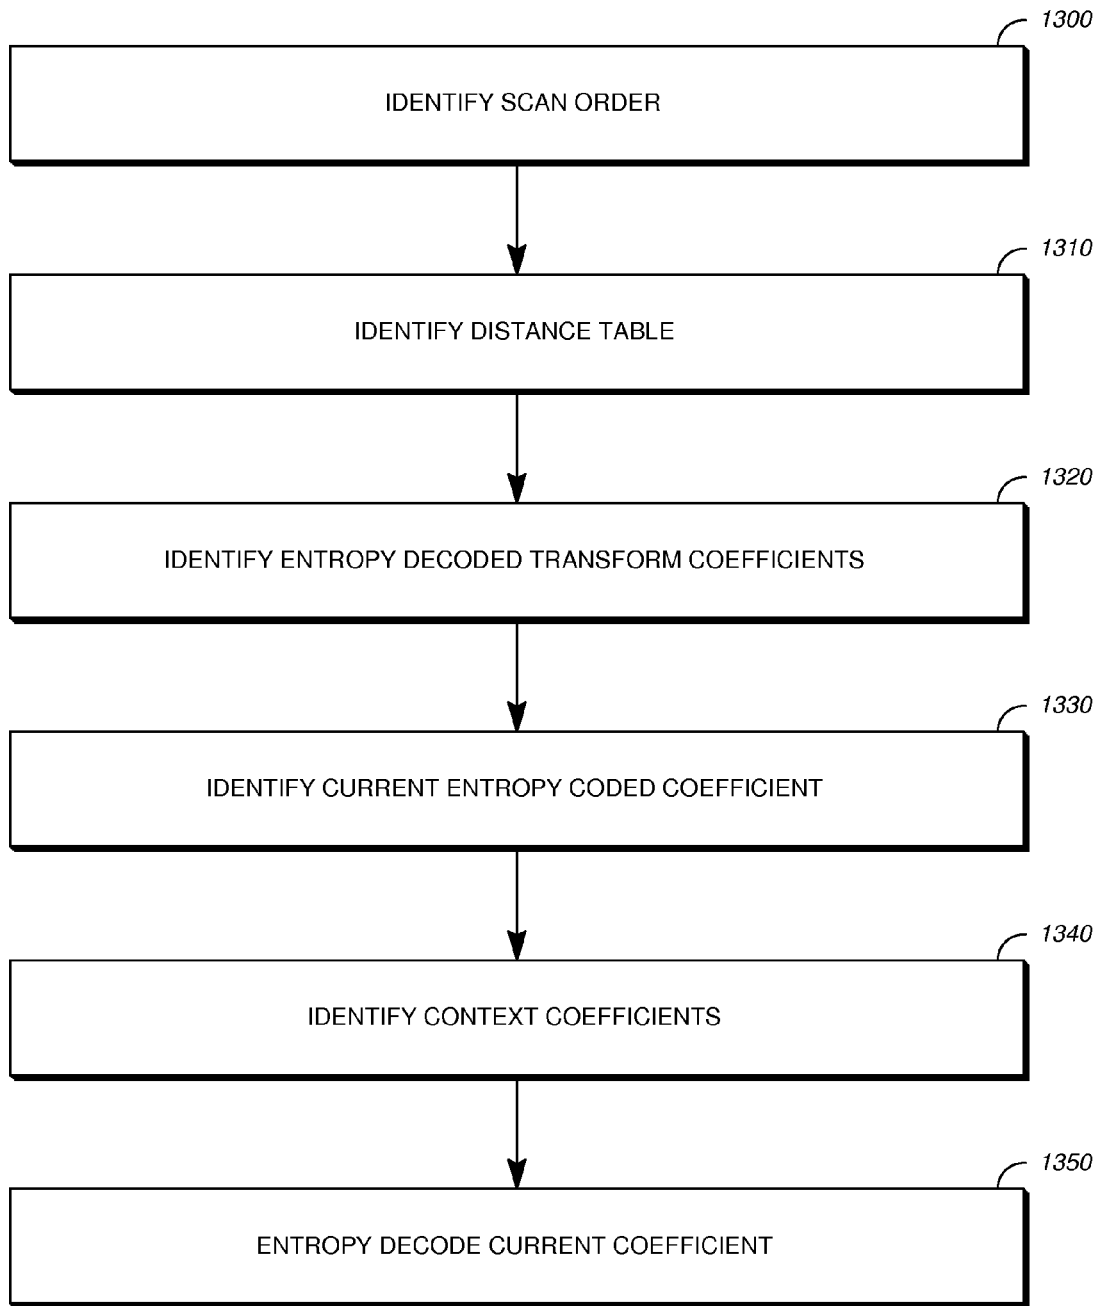 1300
IDENTIFY SCAN ORDER
1310
IDENTIFY DISTANCE TABLE
1320
IDENTIFY ENTROPY DECODED TRANSFORM COEFFICIENTS
1330
IDENTIFY CURRENT ENTROPY CODED COEFFICIENT
1340
IDENTIFY CONTEXT COEFFICIENTS
1350
ENTROPY DECODE CURRENT COEFFICIENT